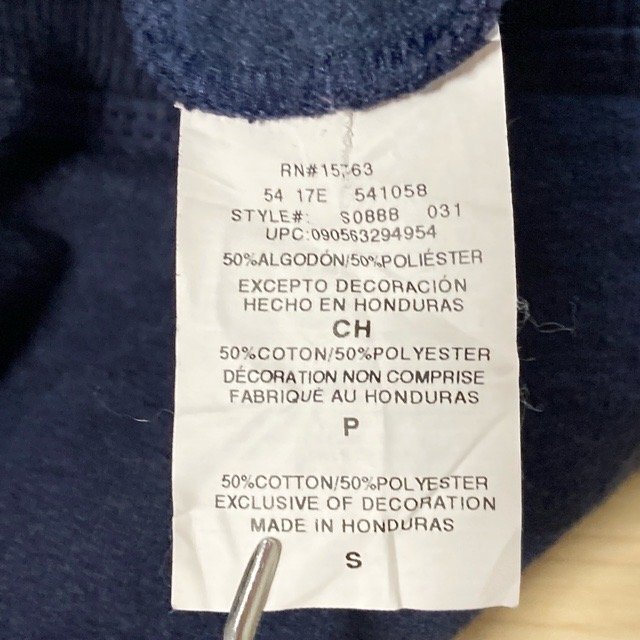 54 17E 541058
STYLE#: S0888 031
UPC:090563294954
50%ALGODÓN/50%POLIÉSTER
EXCEPTO DECORACIÓN
HECHO EN HONDURAS
CH
50%COTON/50%POLYESTER
DÉCORATION NON COMPRISE
FABRIQUÉ AU HONDURAS
P
50%COTTON/50%POLYESTER
EXCLUSIVE OF DECORATION
MADE IN HONDURAS
S